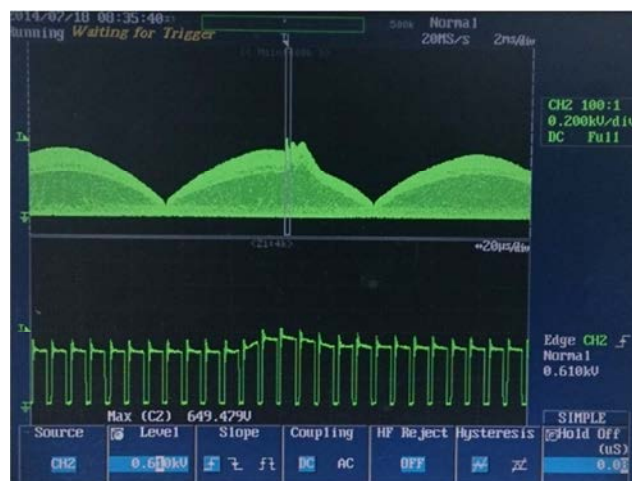 2014/07/18 08:35:40
Running Waiting for Trigger
500k
Normal
20MS/s 2ms/div
CH2 100:1
0.200kV/div
DC Full
20μs/div
Edge CH2
Normal
0.610kV
Max (C2) 649.479V
SIMPLE
Source Level Slope Coupling HF Reject Hysteresis Hold Off
(uS)
CH2 0.610kV DC AC OFF 0.00